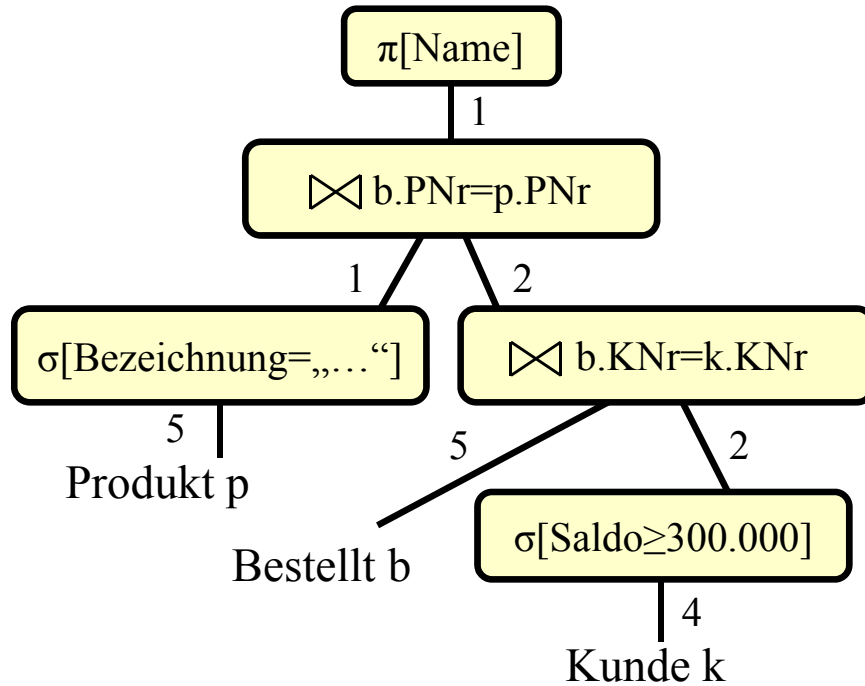 π[Name]
1
⋈ b.PNr=p.PNr
1
2
σ[Bezeichnung=„…“]
⋈ b.KNr=k.KNr
5
5
2
Produkt p
σ[Saldo≥300.000]
Bestellt b
4
Kunde k